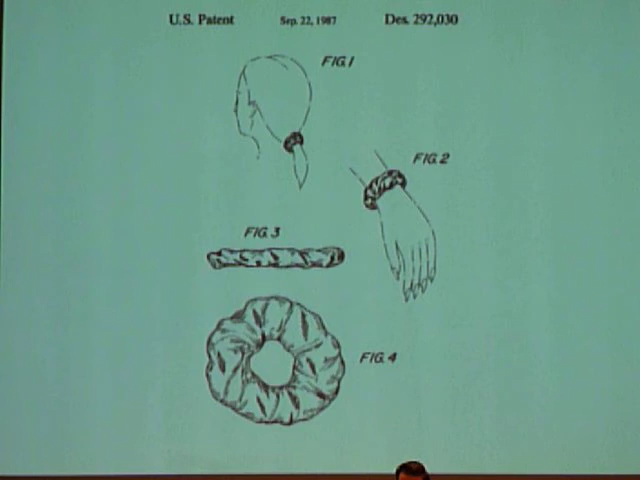 U.S. Patent Sep. 22, 1987 Des. 292,030
FIG.1
FIG.2
FIG.3
FIG.4